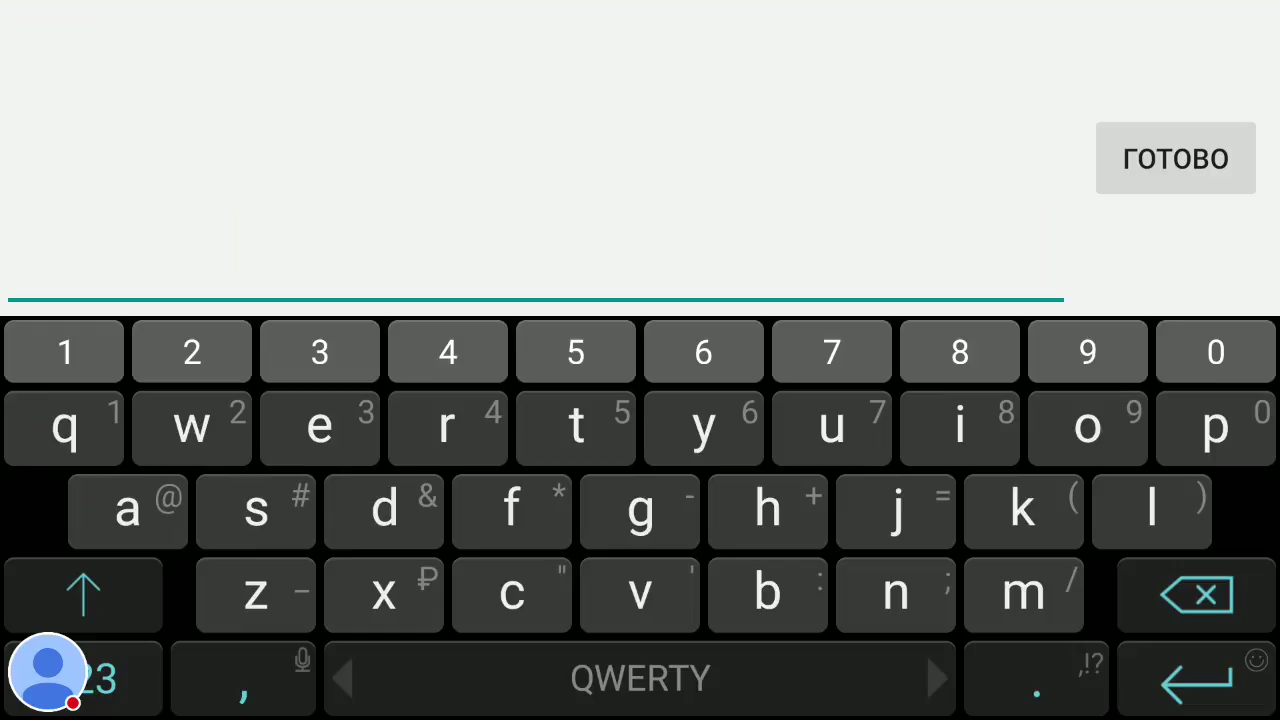 ГОТОВО
1 2 3 4 5 6 7 8 9 0
q 1 w 2 e 3 r 4 t 5 y 6 u 7 i 8 o 9 p 0
a @ s # d & f * g - h + j = k ( l )
z _ x ₽ c " v ' b : n ; m /
23 , QWERTY . ,!?